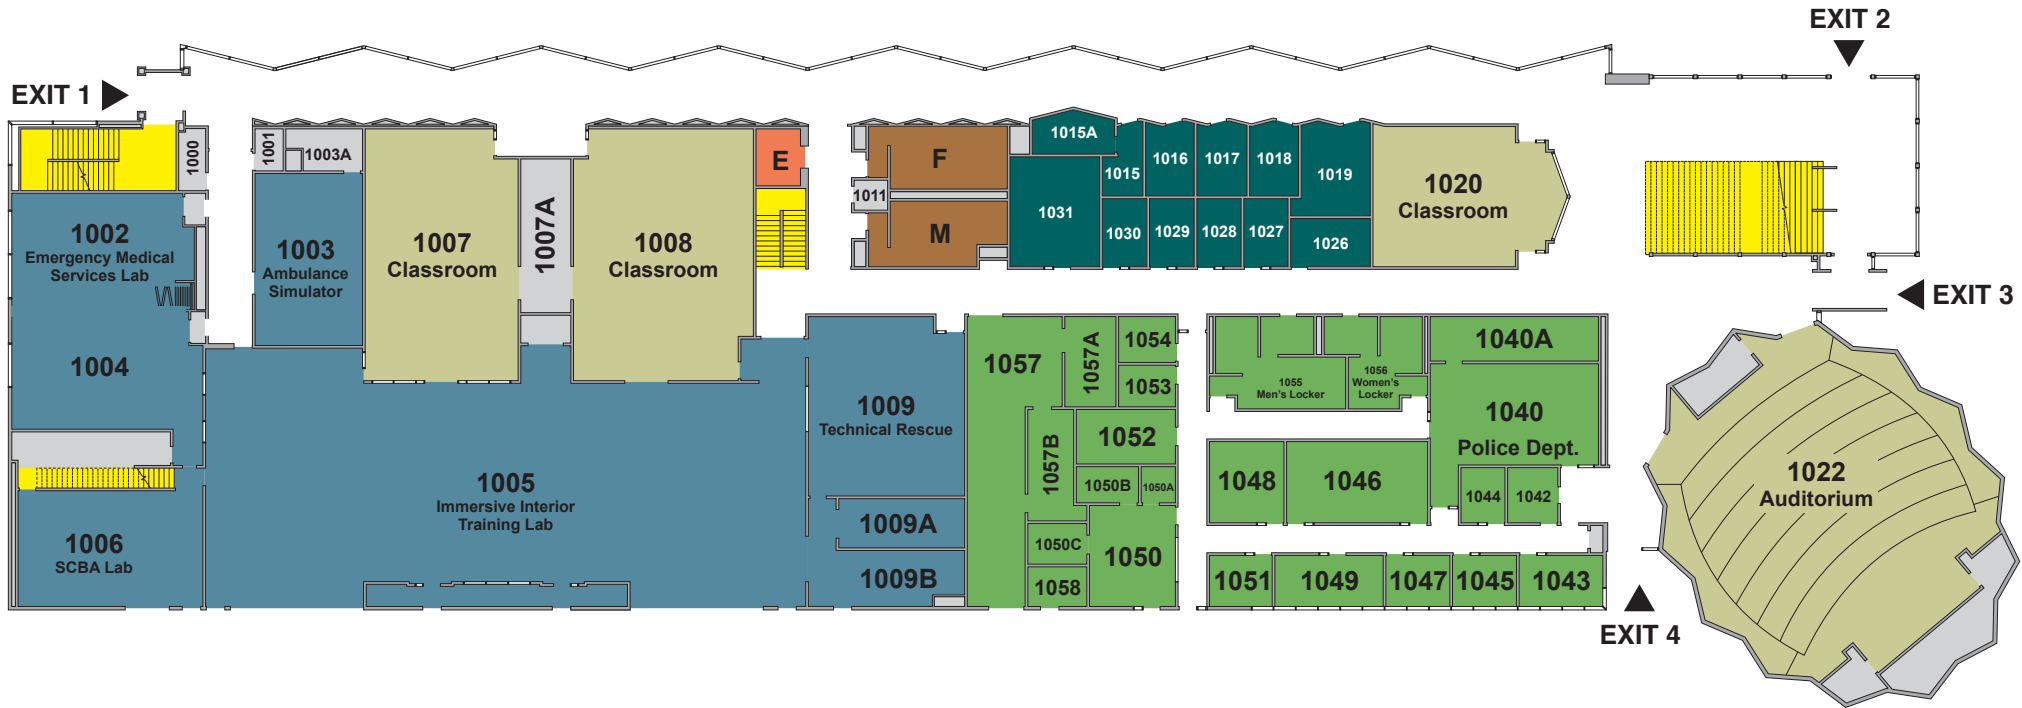 EXIT 2
EXIT 1
1000
1001
1003A
E
F
1011
M
1015A
1015
1016
1017
1018
1019
1031
1030
1029
1028
1027
1026
1020
Classroom
1002
Emergency Medical
Services Lab
1003
Ambulance
Simulator
1007
Classroom
1007A
1008
Classroom
EXIT 3
1004
1009
Technical Rescue
1057
1057A
1054
1053
1055
Men's Locker
1056
Women's
Locker
1040A
1040
Police Dept.
1052
1057B
1050B
1050A
1048
1046
1044
1042
1022
Auditorium
1005
Immersive Interior
Training Lab
1006
SCBA Lab
1009A
1009B
1050C
1050
1058
1051
1049
1047
1045
1043
EXIT 4